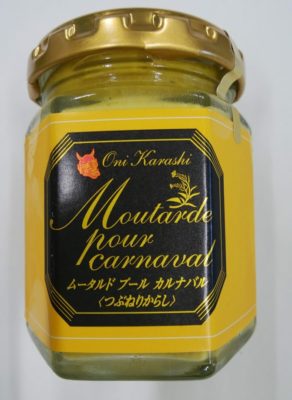 Oni Karashi
Moutarde
pour
carnaval
ムータルド プール カルナバル
〈つぶねりからし〉